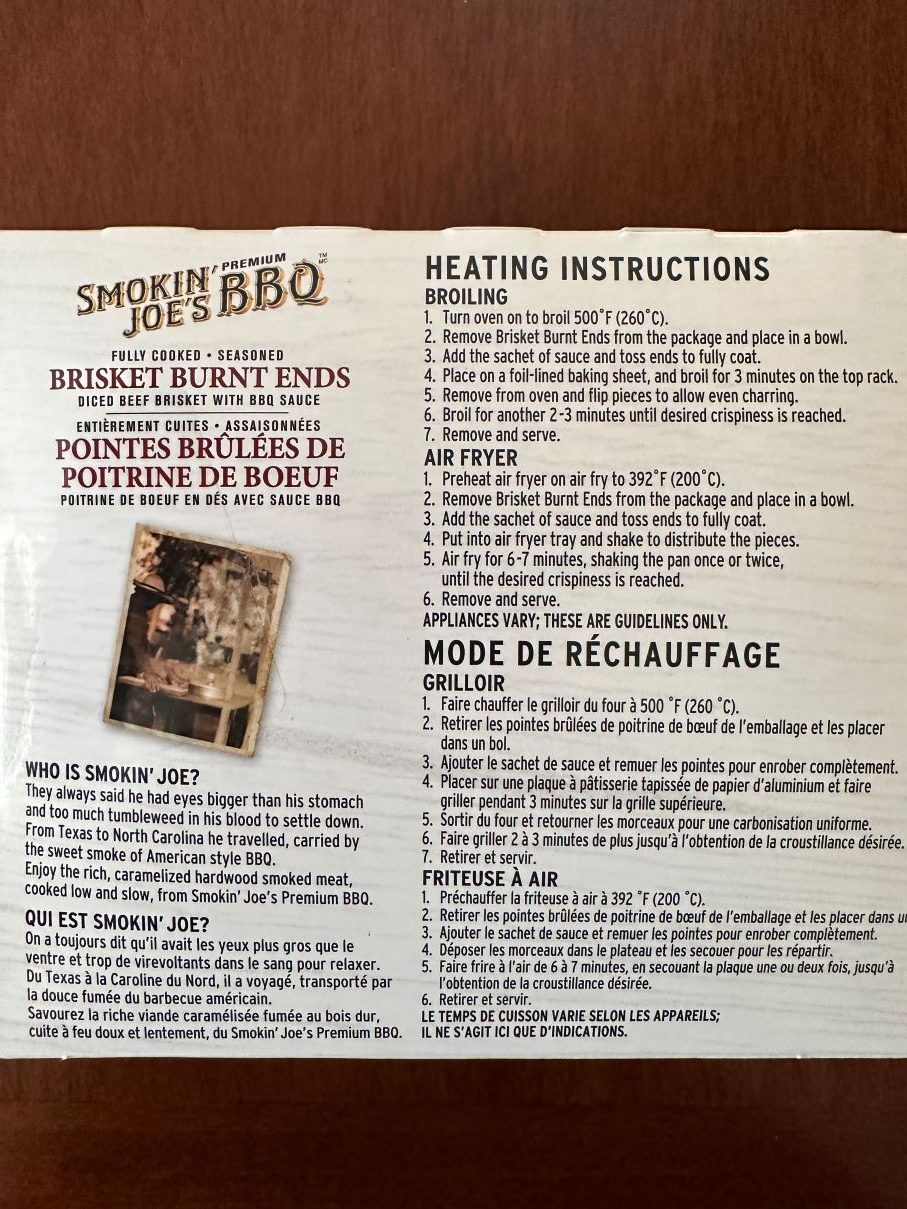 SMOKIN' JOE'S PREMIUM BBQ TM MC
FULLY COOKED • SEASONED
BRISKET BURNT ENDS
DICED BEEF BRISKET WITH BBQ SAUCE
ENTIÈREMENT CUITES • ASSAISONNÉES
POINTES BRÛLÉES DE
POITRINE DE BOEUF
POITRINE DE BOEUF EN DÉS AVEC SAUCE BBQ
WHO IS SMOKIN' JOE?
They always said he had eyes bigger than his stomach
and too much tumbleweed in his blood to settle down.
From Texas to North Carolina he travelled, carried by
the sweet smoke of American style BBQ.
Enjoy the rich, caramelized hardwood smoked meat,
cooked low and slow, from Smokin' Joe's Premium BBQ.
QUI EST SMOKIN' JOE?
On a toujours dit qu'il avait les yeux plus gros que le
ventre et trop de virevoltants dans le sang pour relaxer.
Du Texas à la Caroline du Nord, il a voyagé, transporté par
la douce fumée du barbecue américain.
Savourez la riche viande caramélisée fumée au bois dur,
cuite à feu doux et lentement, du Smokin' Joe's Premium BBQ.
HEATING INSTRUCTIONS
BROILING
1. Turn oven on to broil 500˚F (260˚C).
2. Remove Brisket Burnt Ends from the package and place in a bowl.
3. Add the sachet of sauce and toss ends to fully coat.
4. Place on a foil-lined baking sheet, and broil for 3 minutes on the top rack.
5. Remove from oven and flip pieces to allow even charring.
6. Broil for another 2-3 minutes until desired crispiness is reached.
7. Remove and serve.
AIR FRYER
1. Preheat air fryer on air fry to 392˚F (200˚C).
2. Remove Brisket Burnt Ends from the package and place in a bowl.
3. Add the sachet of sauce and toss ends to fully coat.
4. Put into air fryer tray and shake to distribute the pieces.
5. Air fry for 6-7 minutes, shaking the pan once or twice,
until the desired crispiness is reached.
6. Remove and serve.
APPLIANCES VARY; THESE ARE GUIDELINES ONLY.
MODE DE RÉCHAUFFAGE
GRILLOIR
1. Faire chauffer le grilloir du four à 500 ˚F (260 ˚C).
2. Retirer les pointes brûlées de poitrine de bœuf de l'emballage et les placer
dans un bol.
3. Ajouter le sachet de sauce et remuer les pointes pour enrober complètement.
4. Placer sur une plaque à pâtisserie tapissée de papier d'aluminium et faire
griller pendant 3 minutes sur la grille supérieure.
5. Sortir du four et retourner les morceaux pour une carbonisation uniforme.
6. Faire griller 2 à 3 minutes de plus jusqu'à l'obtention de la croustillance désirée.
7. Retirer et servir.
FRITEUSE À AIR
1. Préchauffer la friteuse à air à 392 ˚F (200 ˚C).
2. Retirer les pointes brûlées de poitrine de bœuf de l'emballage et les placer dans
3. Ajouter le sachet de sauce et remuer les pointes pour enrober complètement.
4. Déposer les morceaux dans le plateau et les secouer pour les répartir.
5. Faire frire à l'air de 6 à 7 minutes, en secouant la plaque une ou deux fois, jusqu'à
l'obtention de la croustillance désirée.
6. Retirer et servir.
LE TEMPS DE CUISSON VARIE SELON LES APPAREILS;
IL NE S'AGIT ICI QUE D'INDICATIONS.